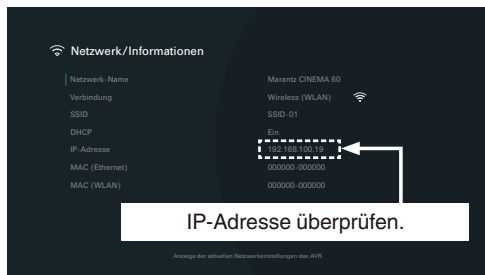 Netzwerk/Informationen
Netzwerk-Name Marantz CINEMA 60
Verbindung Wireless (WLAN)
SSID SSID-01
DHCP Ein
IP-Adresse 192.168.100.19
MAC (Ethernet) 000000-000000
MAC (WLAN) 000000-000000
IP-Adresse überprüfen.
Anzeige der aktuellen Netzwerkeinstellungen des AVR.